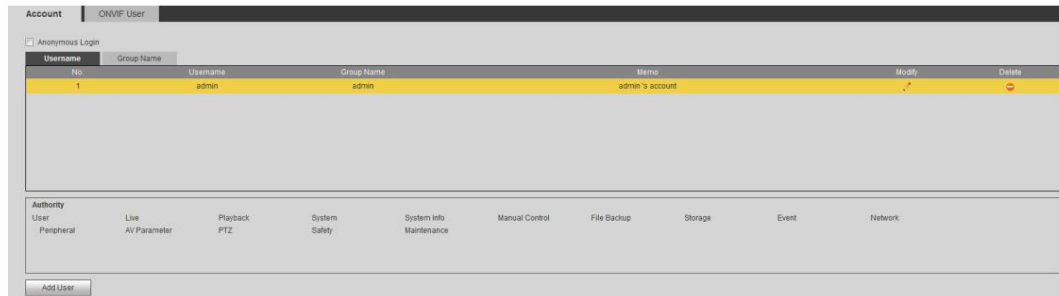 Account ONVIF User
Anonymous Login
Username Group Name
No. Username Group Name Memo Modify Delete
1 admin admin admin 's account
Authority
User Live Playback System System Info Manual Control File Backup Storage Event Network
Peripheral AV Parameter PTZ Safety Maintenance
Add User